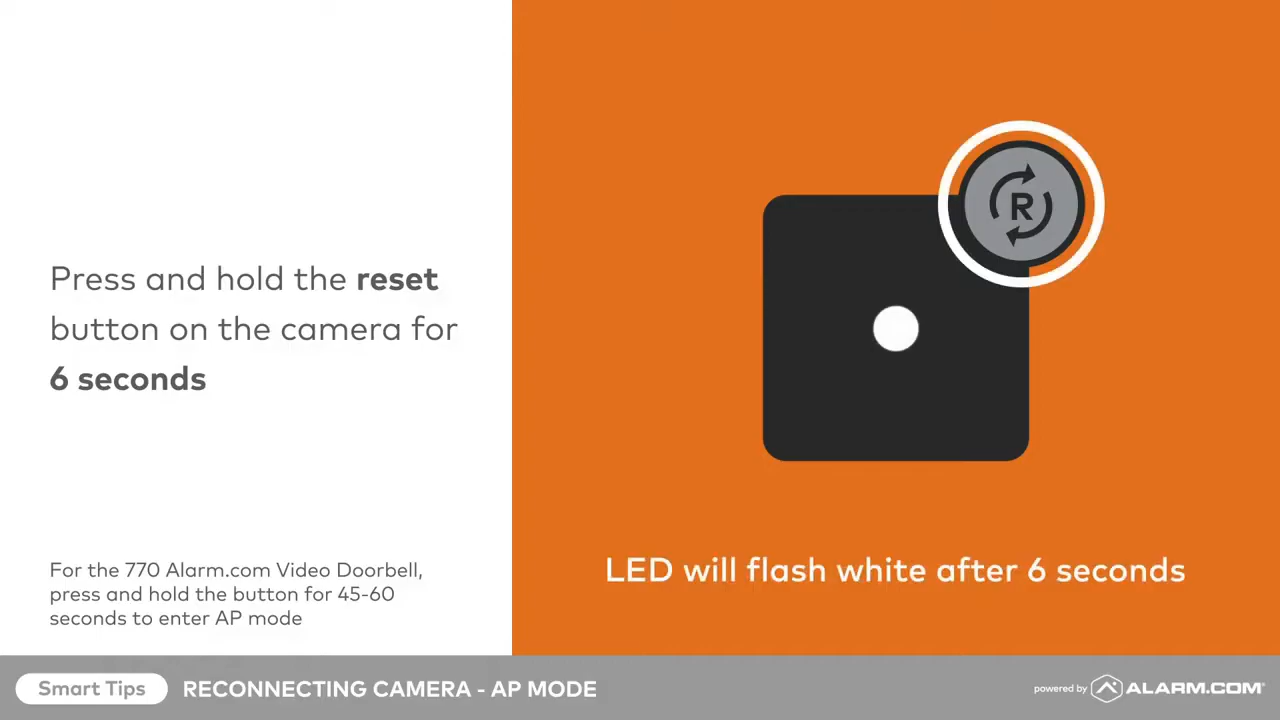 Press and hold the reset
button on the camera for
6 seconds
For the 770 Alarm.com Video Doorbell,
press and hold the button for 45-60
seconds to enter AP mode
R
LED will flash white after 6 seconds
Smart Tips
RECONNECTING CAMERA - AP MODE
powered by ALARM.COM®